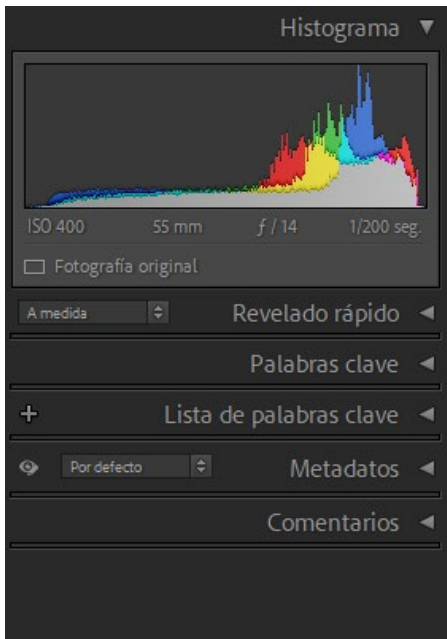 Histograma
ISO 400 55 mm ƒ / 14 1/200 seg.
Fotografía original
A medida Revelado rápido
Palabras clave
Lista de palabras clave
Por defecto Metadatos
Comentarios